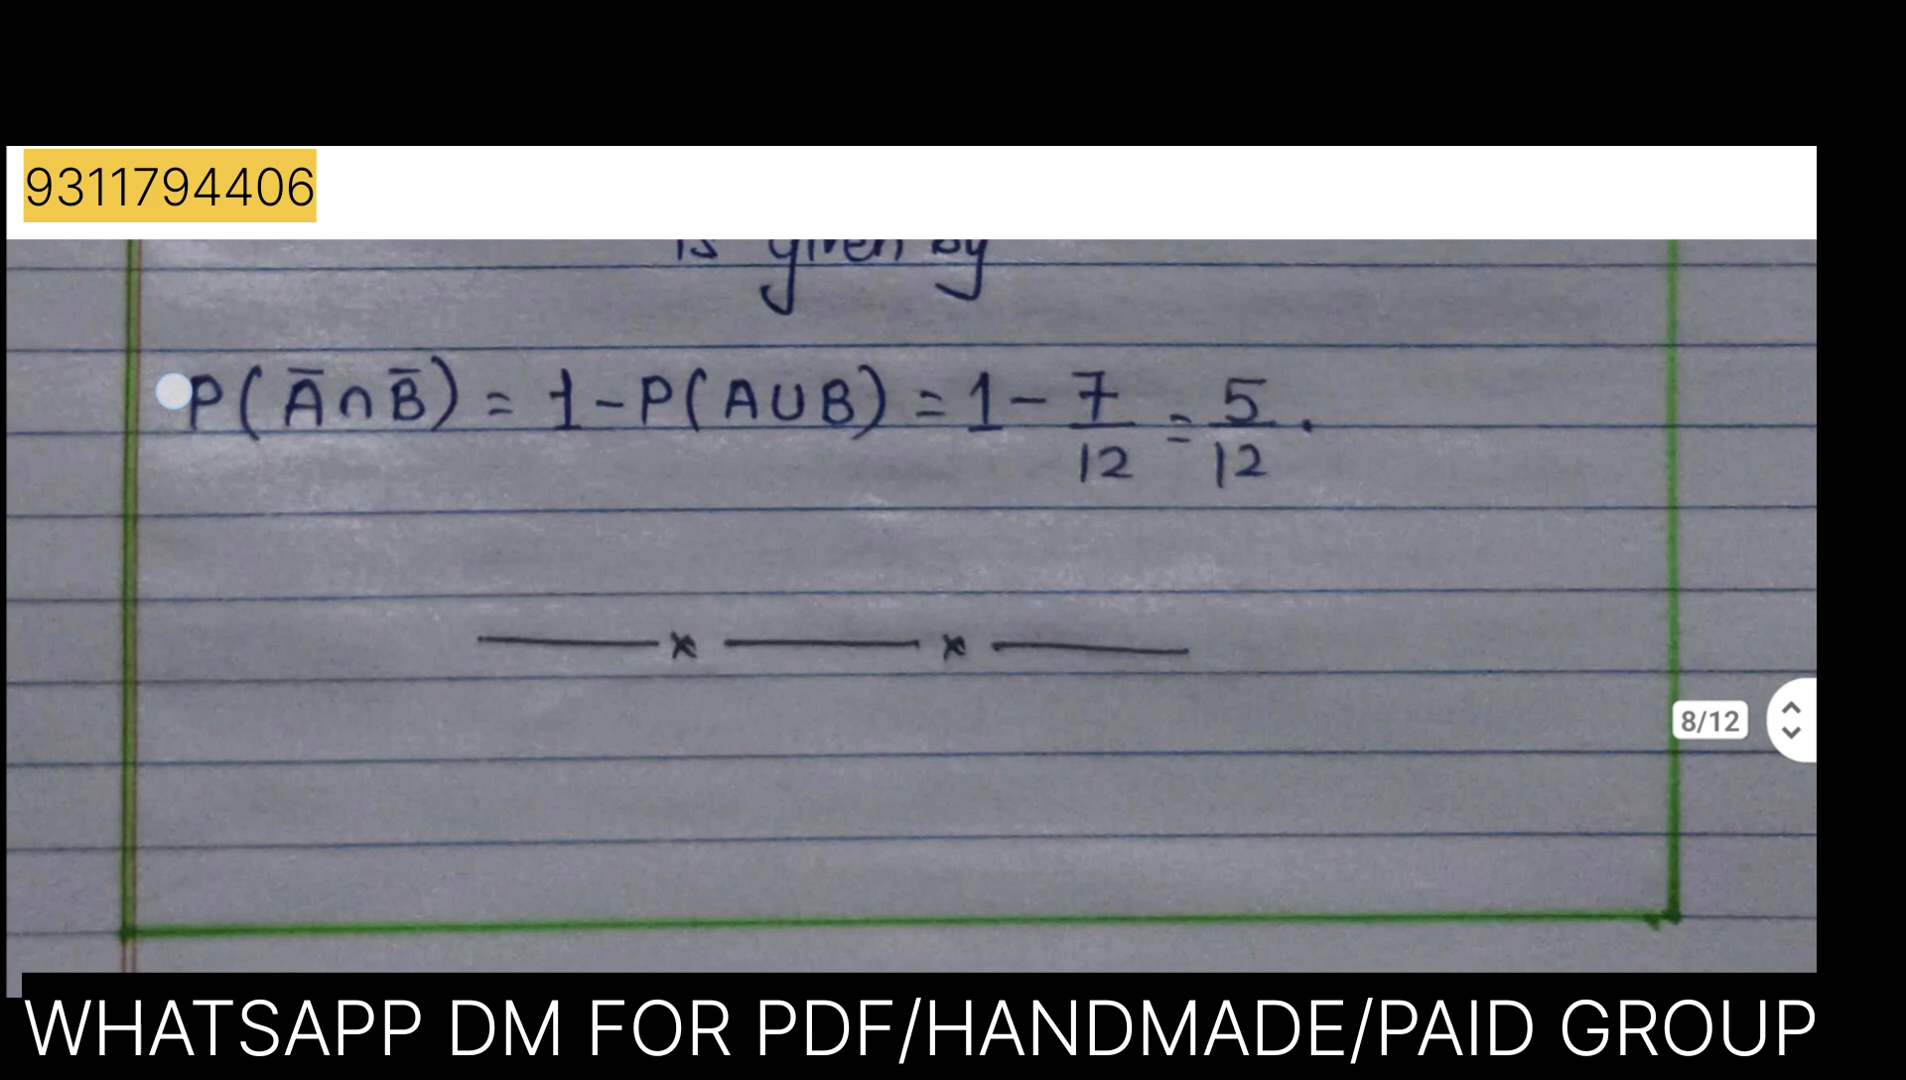 9311794406
is given by
P(A̅∩B̅) = 1-P(A∪B) = 1-7/12 = 5/12.
——x——x——
8/12
WHATSAPP DM FOR PDF/HANDMADE/PAID GROUP